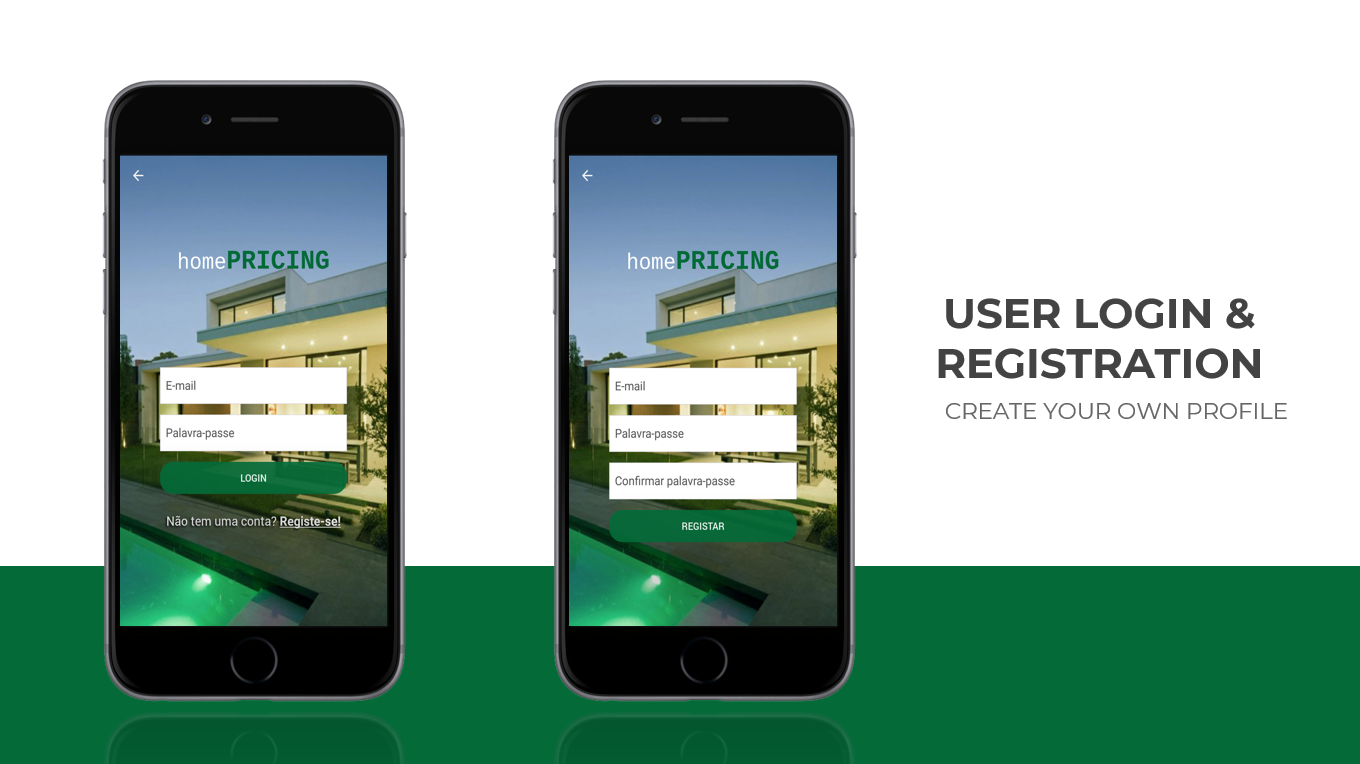 homePRICING
E-mail
Palavra-passe
LOGIN
Não tem uma conta? Registe-se!
homePRICING
E-mail
Palavra-passe
Confirmar palavra-passe
REGISTAR
USER LOGIN &
REGISTRATION
CREATE YOUR OWN PROFILE